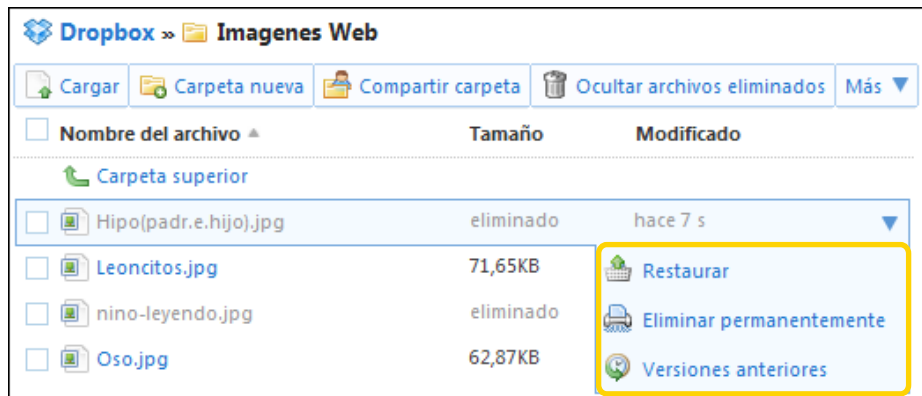 Dropbox » Imagenes Web
Cargar Carpeta nueva Compartir carpeta Ocultar archivos eliminados Más
Nombre del archivo Tamaño Modificado
Carpeta superior
Hipo(padr.e.hijo).jpg eliminado hace 7 s
Leoncitos.jpg 71,65KB Restaurar
nino-leyendo.jpg eliminado Eliminar permanentemente
Oso.jpg 62,87KB Versiones anteriores